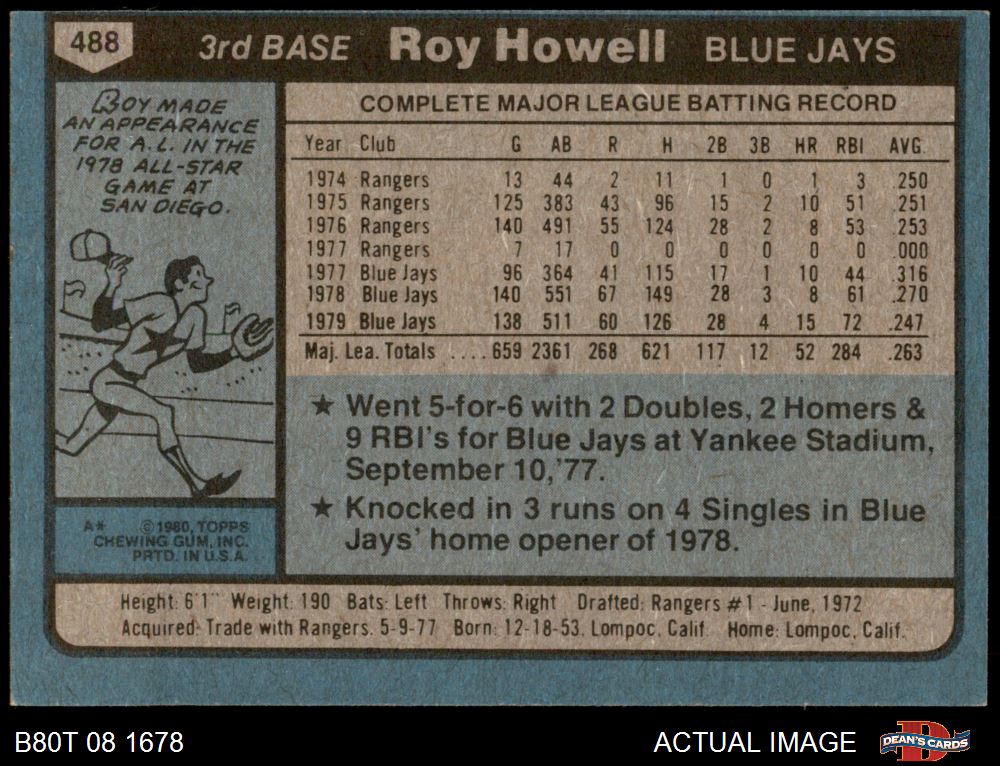 488
3rd BASE Roy Howell BLUE JAYS
ROY MADE
AN APPEARANCE
FOR A.L. IN THE
1978 ALL-STAR
GAME AT
SAN DIEGO.
A* © 1980, TOPPS
CHEWING GUM, INC.
PRTD. IN U.S.A.
COMPLETE MAJOR LEAGUE BATTING RECORD
Year Club G AB R H 2B 3B HR RBI AVG.
1974 Rangers 13 44 2 11 1 0 1 3 .250
1975 Rangers 125 383 43 96 15 2 10 51 .251
1976 Rangers 140 491 55 124 28 2 8 53 .253
1977 Rangers 7 17 0 0 0 0 0 0 .000
1977 Blue Jays 96 364 41 115 17 1 10 44 .316
1978 Blue Jays 140 551 67 149 28 3 8 61 .270
1979 Blue Jays 138 511 60 126 28 4 15 72 .247
Maj. Lea. Totals .... 659 2361 268 621 117 12 52 284 .263
★ Went 5-for-6 with 2 Doubles, 2 Homers &
9 RBI's for Blue Jays at Yankee Stadium,
September 10,'77.
★ Knocked in 3 runs on 4 Singles in Blue
Jays' home opener of 1978.
Height: 6'1" Weight: 190 Bats: Left Throws: Right Drafted: Rangers #1 - June, 1972
Acquired: Trade with Rangers. 5-9-77 Born: 12-18-53, Lompoc, Calif. Home: Lompoc, Calif.
B80T 08 1678
ACTUAL IMAGE
D
DEAN'S CARDS